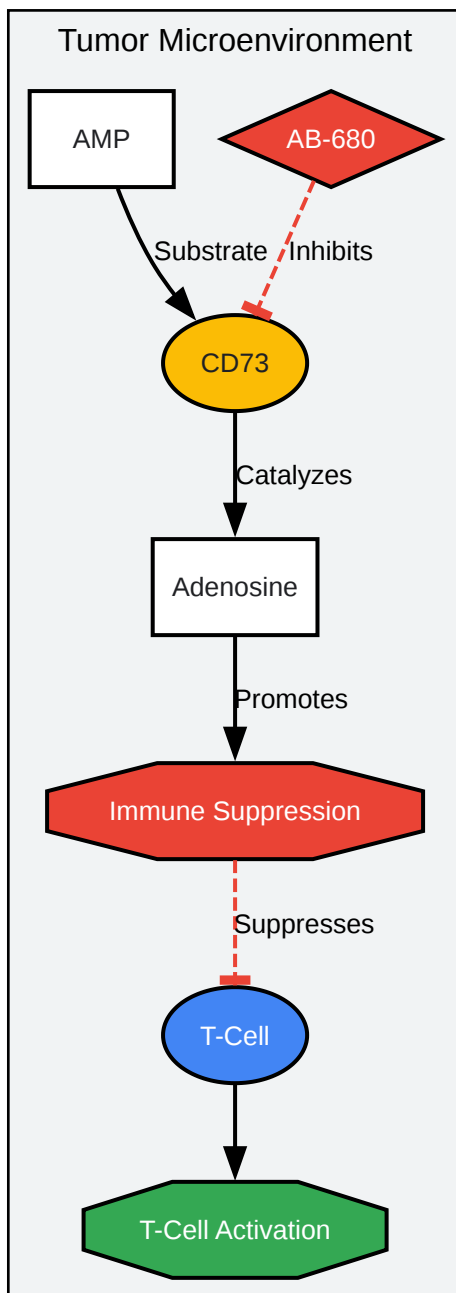 Tumor Microenvironment
AMP
AB-680
Substrate
Inhibits
CD73
Catalyzes
Adenosine
Promotes
Immune Suppression
Suppresses
T-Cell
T-Cell Activation